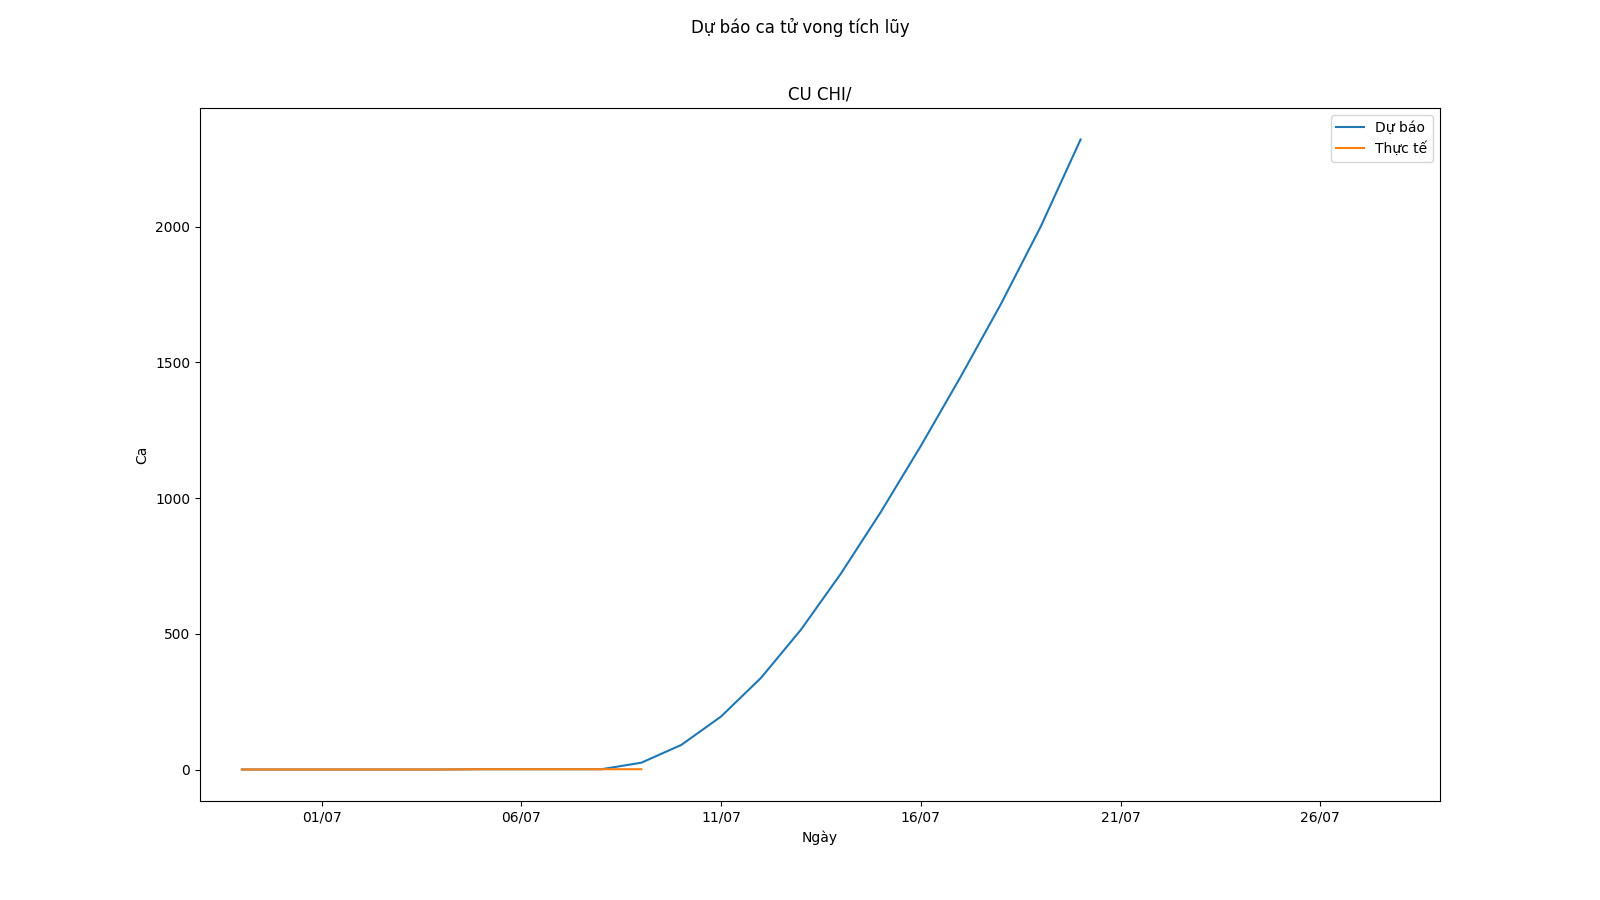 Dự báo ca tử vong tích lũy
CU CHI/
Dự báo
Thực tế
2000
1500
1000
500
0
Ca
01/07
06/07
11/07
16/07
21/07
26/07
Ngày